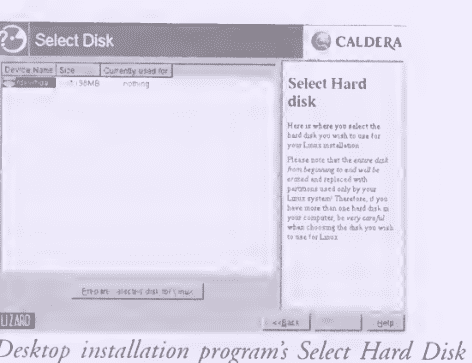 Select Disk
CALDERA
Device Name Size Currently used for
nothing
Select Hard
disk
Here is where you select the
hard disk you wish to use for
your Linux installation
Please note that the entire disk
from beginning to end will be
erased and replaced with
partitions used only by your
Linux system! Therefore, if you
have more than one hard disk in
your computer, be very careful
when choosing the disk you wish
to use for Linux
selected disk for Linux
LIZARD
<<Back
Help
Desktop installation program's Select Hard Disk